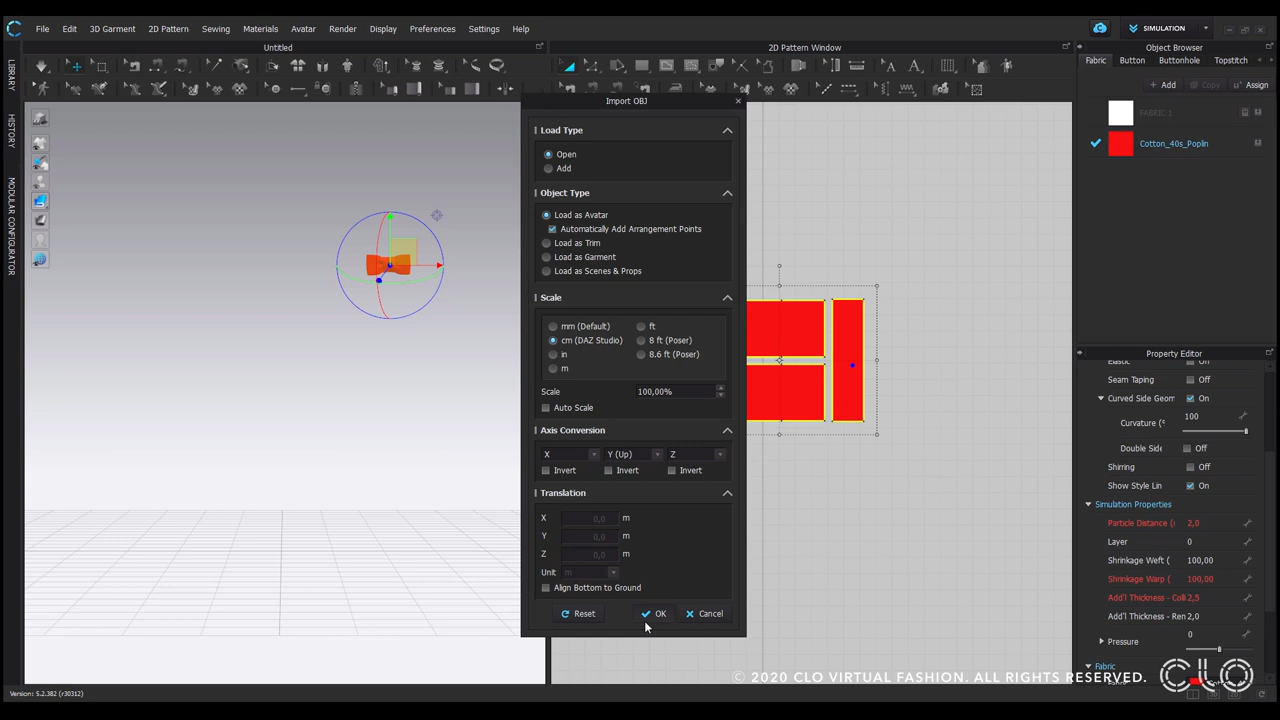 File Edit 3D Garment 2D Pattern Sewing Materials Avatar Render Display Preferences Settings Help
SIMULATION
Untitled
2D Pattern Window
Object Browser
LIBRARY
HISTORY
MODULAR CONFIGURATOR
Fabric Button Buttonhole Topstitch
Add Copy Assign
FABRIC 1
Cotton_40s_Poplin
Import OBJ
Load Type
Open
Add
Object Type
Load as Avatar
Automatically Add Arrangement Points
Load as Trim
Load as Garment
Load as Scenes & Props
Scale
mm (Default) ft
cm (DAZ Studio) 8 ft (Poser)
in 8.6 ft (Poser)
m
Scale 100,00%
Auto Scale
Axis Conversion
X Y (Up) Z
Invert Invert Invert
Translation
X 0,0 m
Y 0,0 m
Z 0,0 m
Unit m
Align Bottom to Ground
Reset OK Cancel
Property Editor
Elastic On
Seam Taping Off
Curved Side Geom On
Curvature (% 100
Double Side Off
Shirring Off
Show Style Lin On
Simulation Properties
Particle Distance ( 2,0
Layer 0
Shrinkage Weft ( 100,00
Shrinkage Warp ( 100,00
Add'l Thickness - Colli 2,5
Add'l Thickness - Ren 2,0
Pressure 0
Fabric
© 2020 CLO VIRTUAL FASHION. ALL RIGHTS RESERVED. CLO
Version: 5.2.382 (r30312)